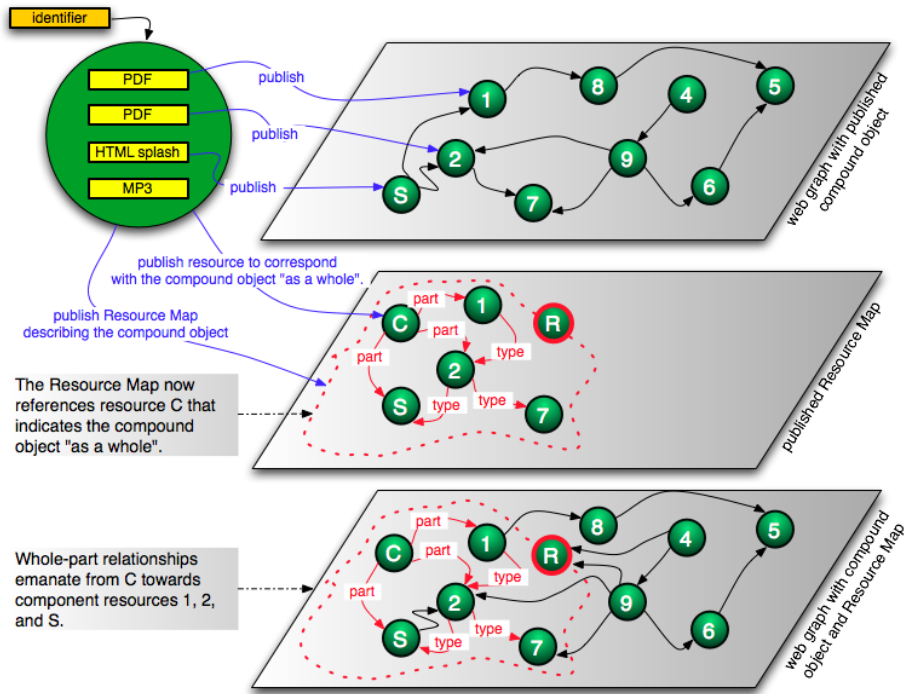 identifier
PDF
PDF
HTML splash
MP3
publish
publish
publish
1
8
4
5
2
9
S
7
6
web graph with published
compound object
publish resource to correspond
with the compound object "as a whole".
publish Resource Map
describing the compound object
part
1
C
R
part
part
type
2
S
type
type
7
published Resource Map
The Resource Map now
references resource C that
indicates the compound
object "as a whole".
part
8
5
C
1
R
4
part
part
type
2
9
S
type
type
7
6
web graph with compound
object and Resource Map
Whole-part relationships
emanate from C towards
component resources 1, 2,
and S.